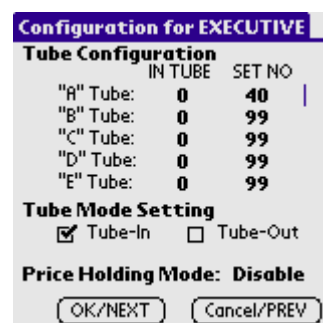 Configuration for EXECUTIVE
Tube Configuration
IN TUBE SET NO
"A" Tube: 0 40
"B" Tube: 0 99
"C" Tube: 0 99
"D" Tube: 0 99
"E" Tube: 0 99
Tube Mode Setting
Tube-In Tube-Out
Price Holding Mode: Disable
OK/NEXT Cancel/PREV